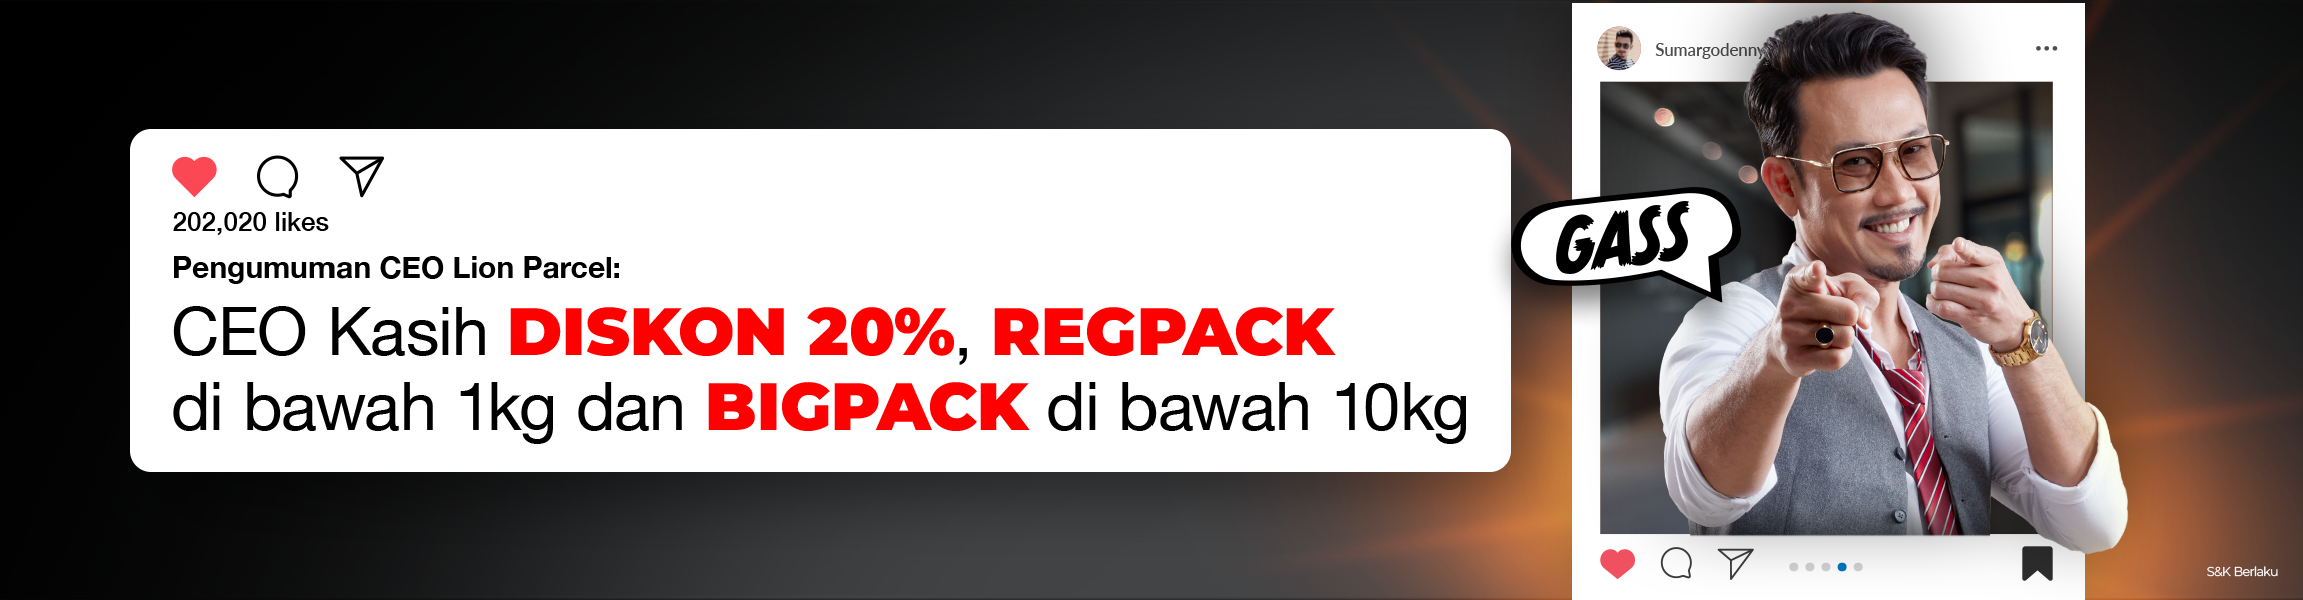 202,020 likes
Pengumuman CEO Lion Parcel:
CEO Kasih DISKON 20%, REGPACK
di bawah 1kg dan BIGPACK di bawah 10kg
Sumargodenny
GASS
S&K Berlaku